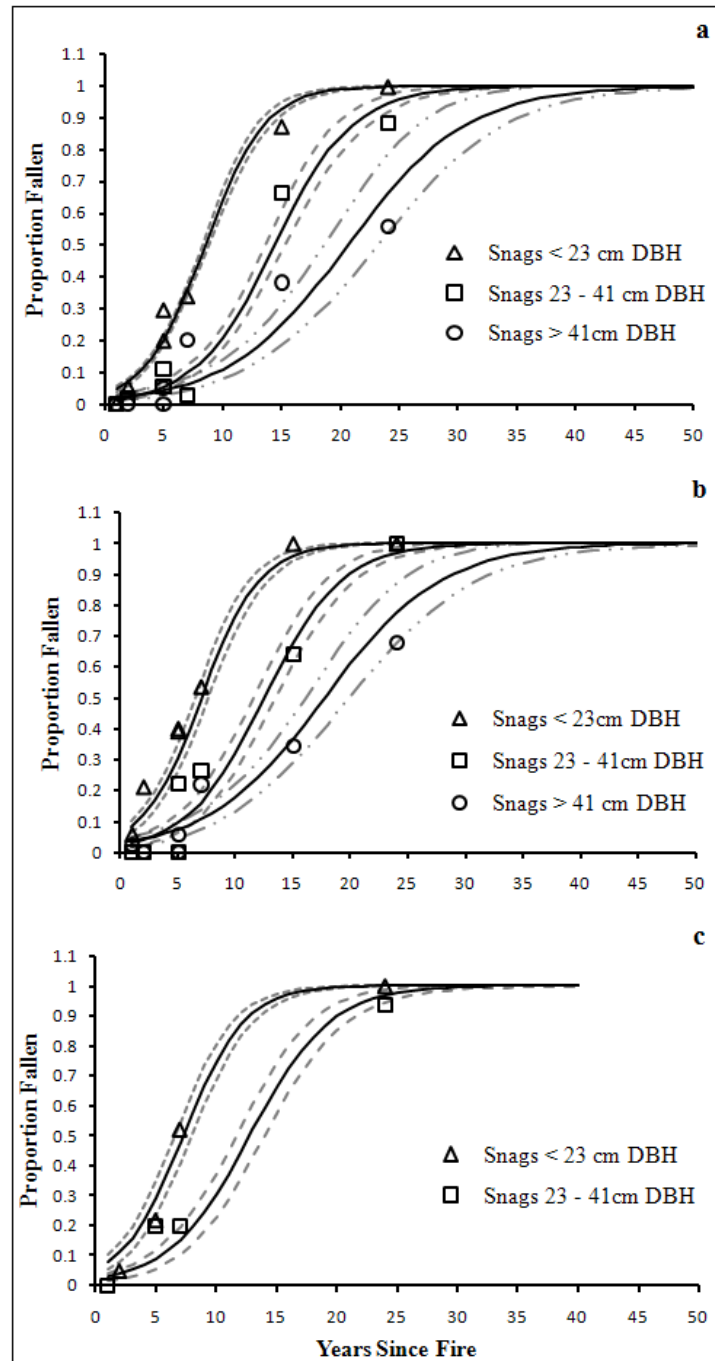 a
1.1
1
0.9
0.8
0.7
0.6
0.5
0.4
0.3
0.2
0.1
0
Proportion Fallen
Snags < 23 cm DBH
Snags 23 - 41 cm DBH
Snags > 41cm DBH
0 5 10 15 20 25 30 35 40 45 50
b
1.1
1
0.9
0.8
0.7
0.6
0.5
0.4
0.3
0.2
0.1
0
Proportion Fallen
Snags < 23cm DBH
Snags 23 - 41cm DBH
Snags > 41 cm DBH
0 5 10 15 20 25 30 35 40 45 50
c
1.1
1
0.9
0.8
0.7
0.6
0.5
0.4
0.3
0.2
0.1
0
Proportion Fallen
Snags < 23 cm DBH
Snags 23 - 41cm DBH
0 5 10 15 20 25 30 35 40 45 50
Years Since Fire